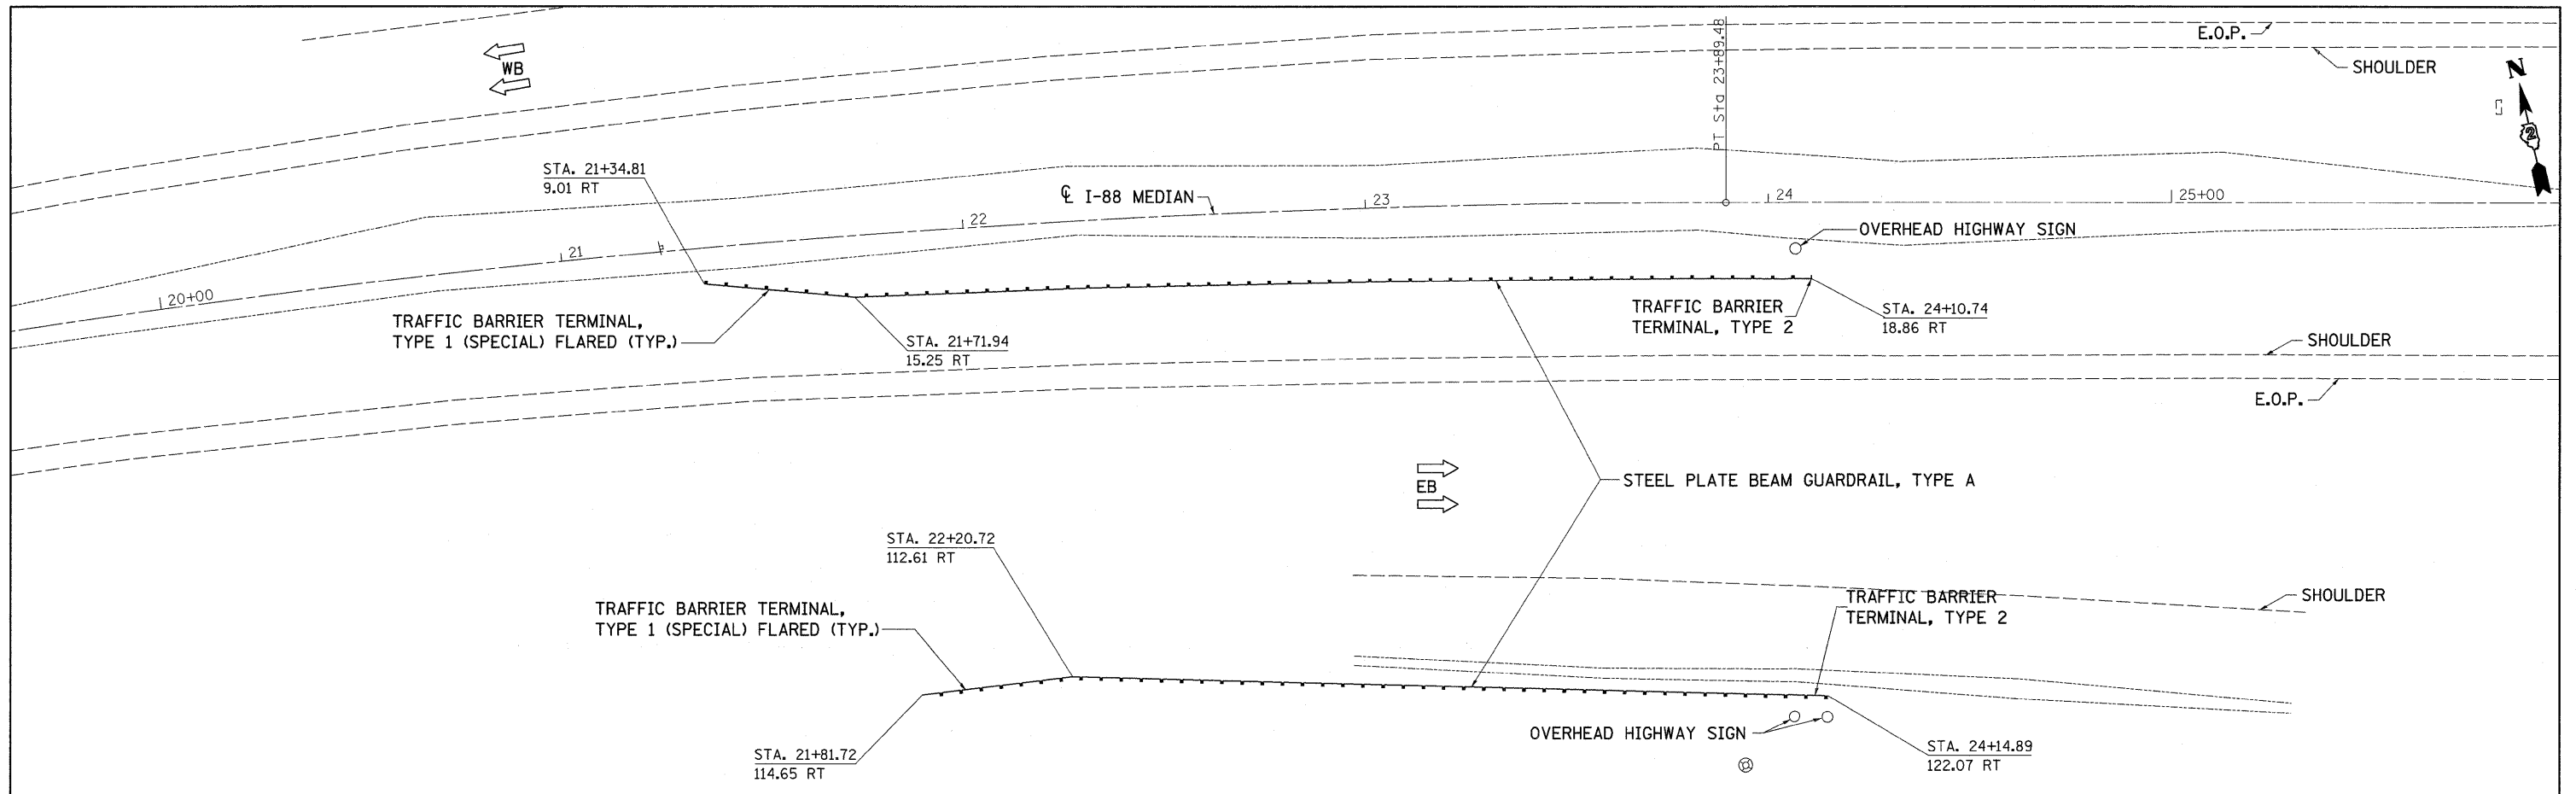 E.O.P.
SHOULDER
WB
PT Sta 23+89.48
N
2
STA. 21+34.81
9.01 RT
℄ I-88 MEDIAN
20+00
21
22
23
24
25+00
OVERHEAD HIGHWAY SIGN
TRAFFIC BARRIER TERMINAL,
TYPE 1 (SPECIAL) FLARED (TYP.)
STA. 21+71.94
15.25 RT
TRAFFIC BARRIER
TERMINAL, TYPE 2
STA. 24+10.74
18.86 RT
SHOULDER
E.O.P.
EB
STEEL PLATE BEAM GUARDRAIL, TYPE A
STA. 22+20.72
112.61 RT
TRAFFIC BARRIER TERMINAL,
TYPE 1 (SPECIAL) FLARED (TYP.)
TRAFFIC BARRIER
TERMINAL, TYPE 2
SHOULDER
OVERHEAD HIGHWAY SIGN
STA. 21+81.72
114.65 RT
STA. 24+14.89
122.07 RT